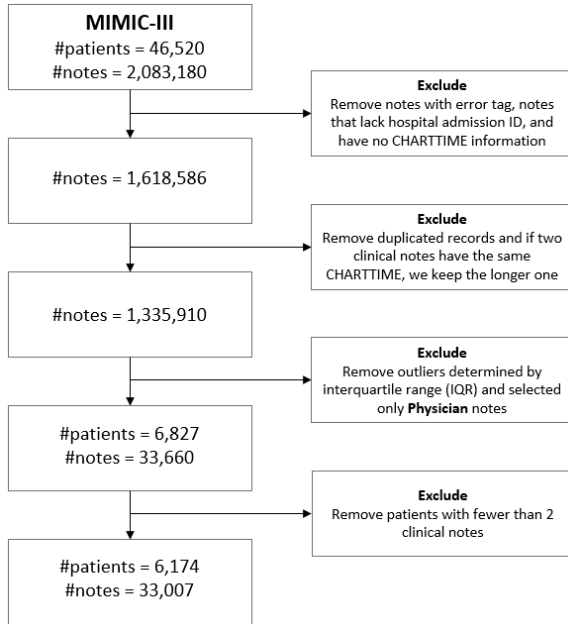 MIMIC-III
#patients = 46,520
#notes = 2,083,180
Exclude
Remove notes with error tag, notes
that lack hospital admission ID, and
have no CHARTTIME information
#notes = 1,618,586
Exclude
Remove duplicated records and if two
clinical notes have the same
CHARTTIME, we keep the longer one
#notes = 1,335,910
Exclude
Remove outliers determined by
interquartile range (IQR) and selected
only Physician notes
#patients = 6,827
#notes = 33,660
Exclude
Remove patients with fewer than 2
clinical notes
#patients = 6,174
#notes = 33,007